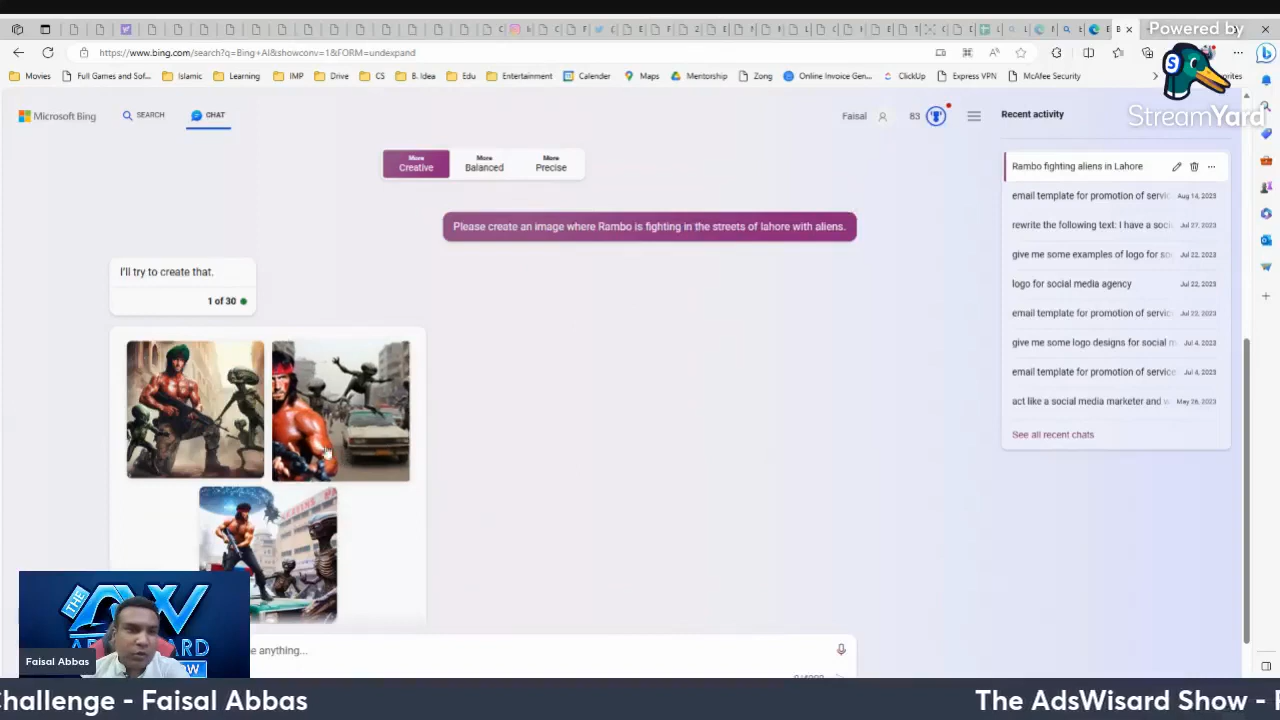 Powered by
StreamYard
https://www.bing.com/search?q=Bing+AI&showconv=1&FORM=undexpand
Movies
Full Games and Sof...
Islamic
Learning
IMP
Drive
CS
B. Idea
Edu
Entertainment
Calender
Maps
Mentorship
Zong
Online Invoice Gen...
ClickUp
Express VPN
McAfee Security
Microsoft Bing
SEARCH
CHAT
Faisal
83
Recent activity
More
Creative
More
Balanced
More
Precise
Please create an image where Rambo is fighting in the streets of lahore with aliens.
I'll try to create that.
1 of 30
Rambo fighting aliens in Lahore
email template for promotion of servic
Aug 14, 2023
rewrite the following text: I have a soci
Jul 27, 2023
give me some examples of logo for
Jul 22, 2023
logo for social media agency
Jul 22, 2023
email template for promotion of service
Jul 22, 2023
give me some logo designs for social m
Jul 4, 2023
email template for promotion of service
Jul 4, 2023
act like a social media marketer and
May 26, 2023
See all recent chats
e anything...
THE
Faisal Abbas
Challenge - Faisal Abbas
The AdsWisard Show -